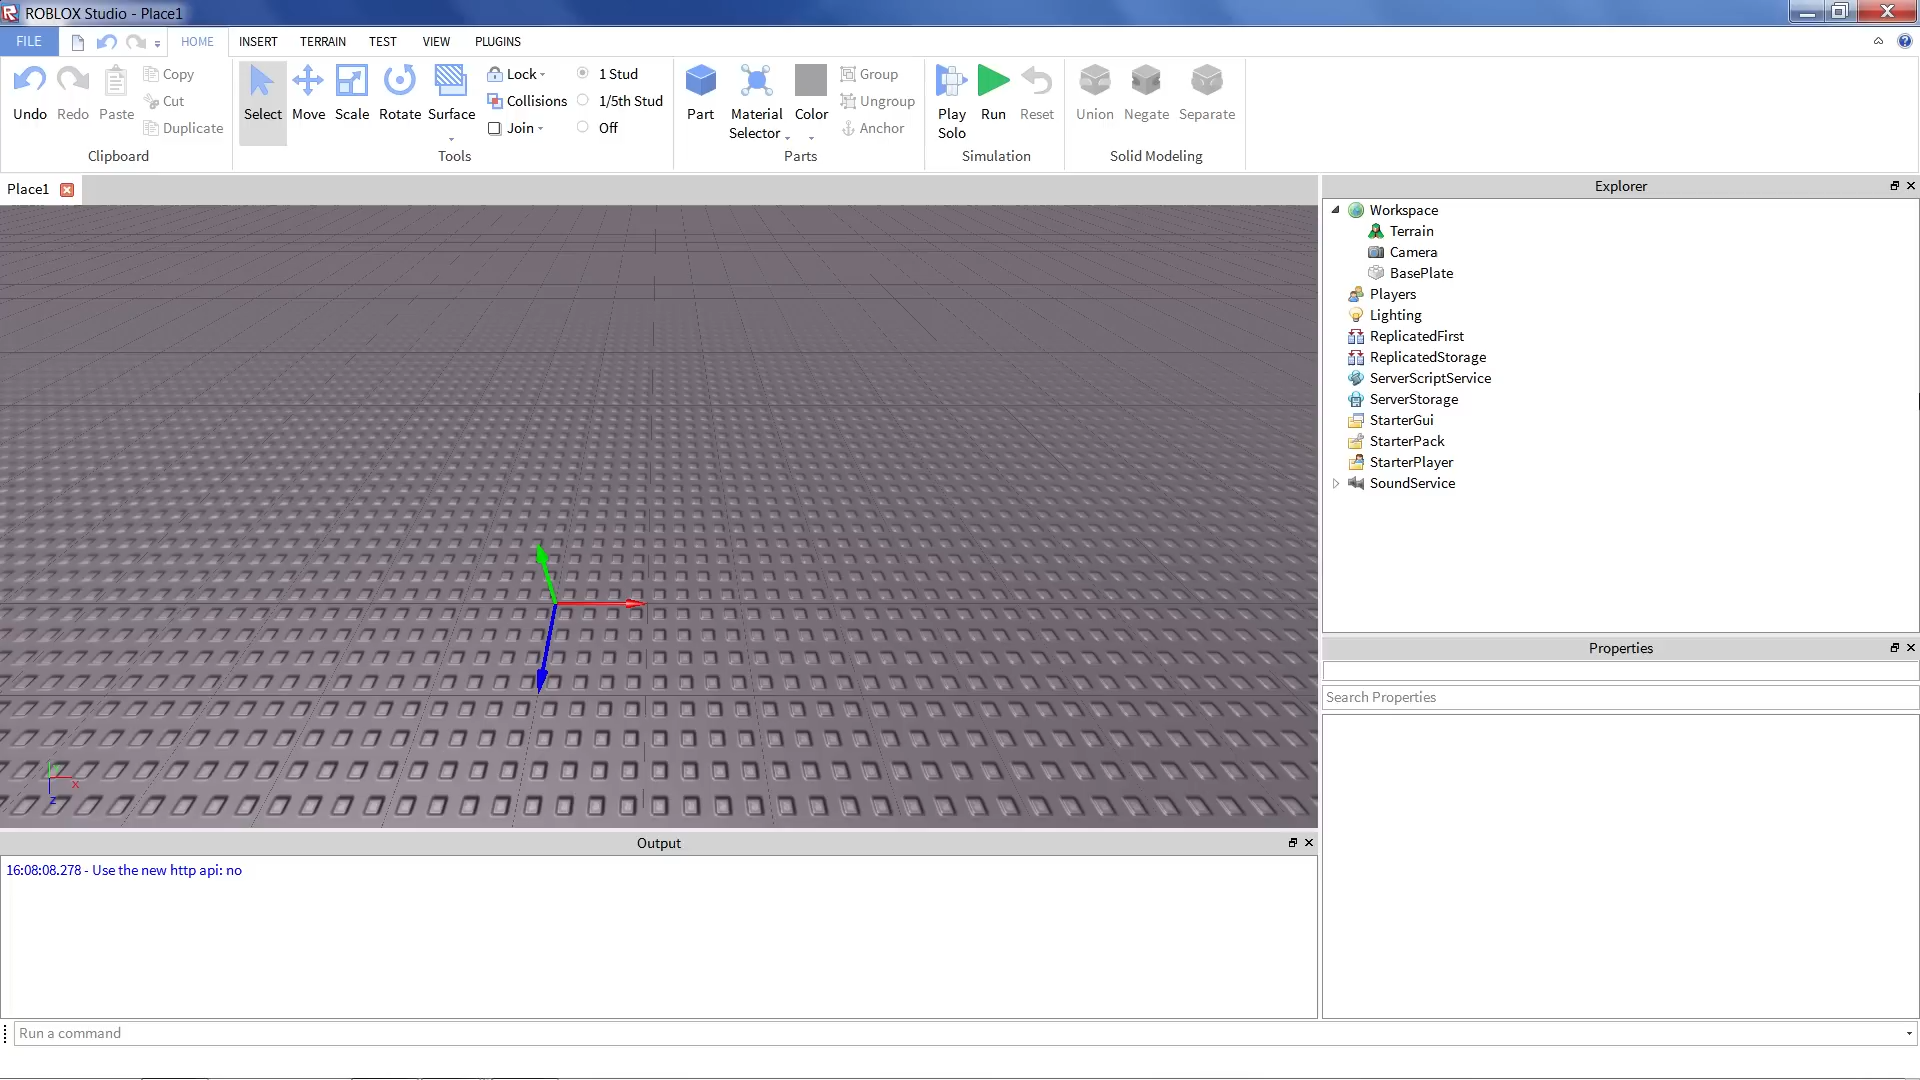 ROBLOX Studio - Place1
FILE HOME INSERT TERRAIN TEST VIEW PLUGINS
Undo Redo Paste Copy Cut Duplicate
Clipboard
Select Move Scale Rotate Surface Lock Collisions Join 1 Stud 1/5th Stud Off
Tools
Part Material Selector Color Group Ungroup Anchor
Parts
Play Solo Run Reset
Simulation
Union Negate Separate
Solid Modeling
Place1
x
z
Explorer
Workspace
Terrain
Camera
BasePlate
Players
Lighting
ReplicatedFirst
ReplicatedStorage
ServerScriptService
ServerStorage
StarterGui
StarterPack
StarterPlayer
SoundService
Properties
Search Properties
Output
16:08:08.278 - Use the new http api: no
Run a command